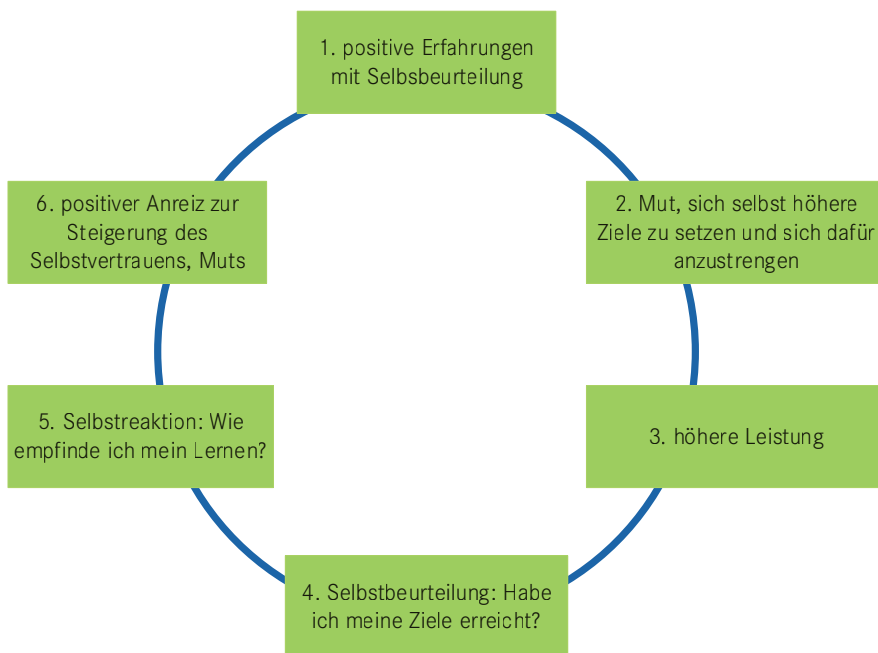 1. positive Erfahrungen
mit Selbsbeurteilung
2. Mut, sich selbst höhere
Ziele zu setzen und sich dafür
anzustrengen
3. höhere Leistung
4. Selbstbeurteilung: Habe
ich meine Ziele erreicht?
5. Selbstreaktion: Wie
empfinde ich mein Lernen?
6. positiver Anreiz zur
Steigerung des
Selbstvertrauens, Muts